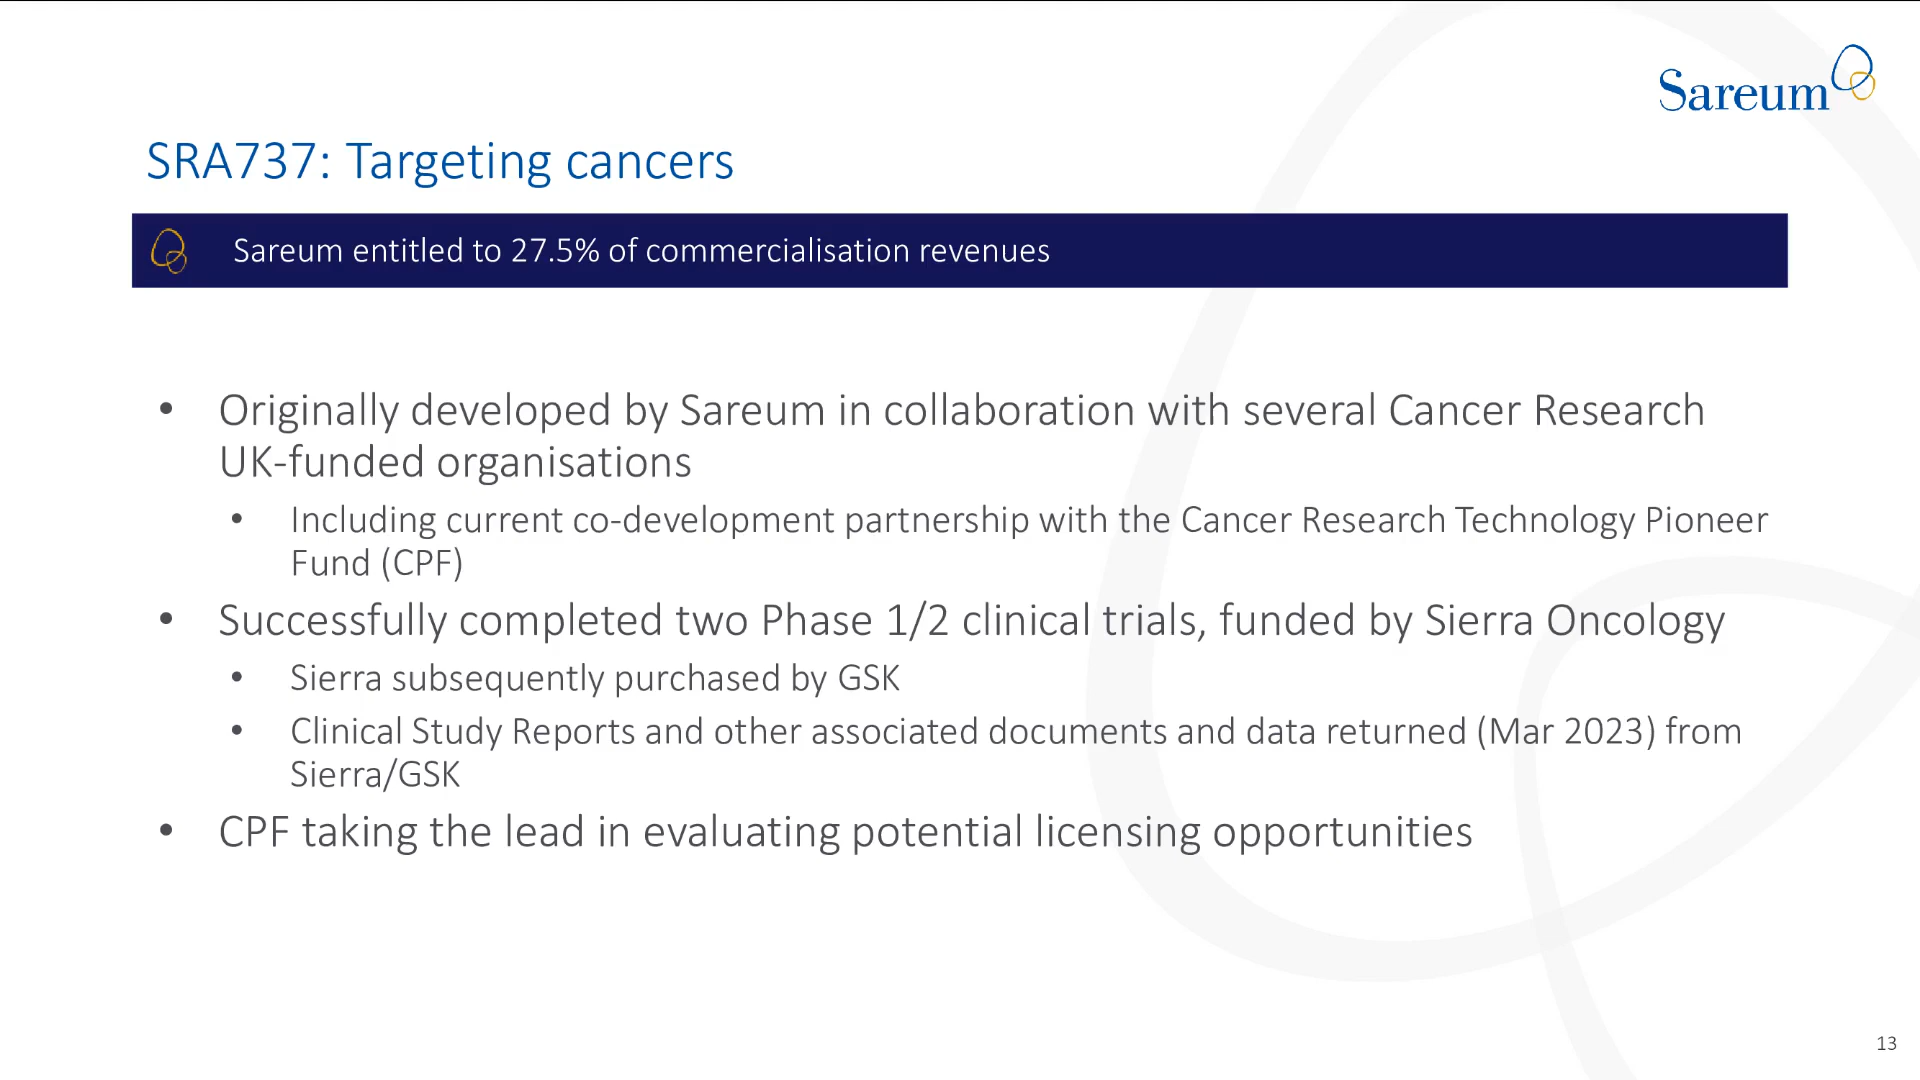 Sareum
SRA737: Targeting cancers
Sareum entitled to 27.5% of commercialisation revenues
• Originally developed by Sareum in collaboration with several Cancer Research
UK-funded organisations
• Including current co-development partnership with the Cancer Research Technology Pioneer
Fund (CPF)
• Successfully completed two Phase 1/2 clinical trials, funded by Sierra Oncology
• Sierra subsequently purchased by GSK
• Clinical Study Reports and other associated documents and data returned (Mar 2023) from
Sierra/GSK
• CPF taking the lead in evaluating potential licensing opportunities
13